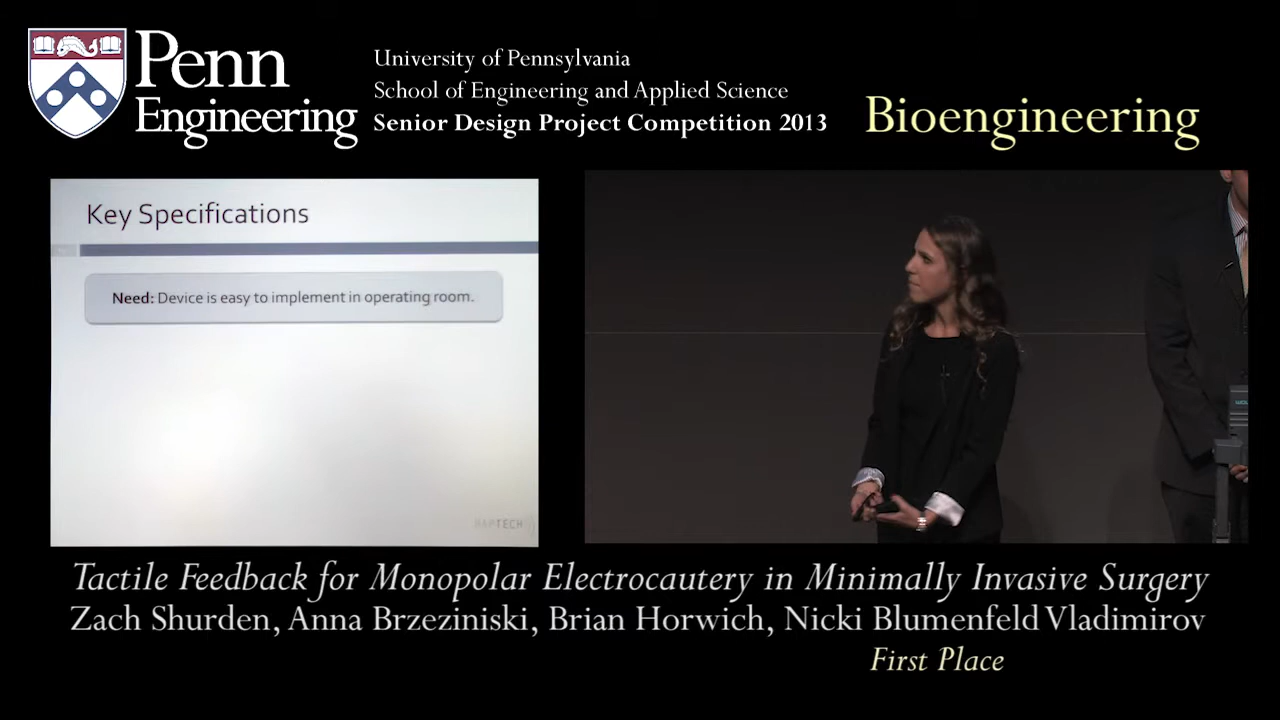 Penn
Engineering
University of Pennsylvania
School of Engineering and Applied Science
Senior Design Project Competition 2013
Bioengineering
Key Specifications
Need: Device is easy to implement in operating room.
HAPTECH
Tactile Feedback for Monopolar Electrocautery in Minimally Invasive Surgery
Zach Shurden, Anna Brzeziniski, Brian Horwich, Nicki Blumenfeld Vladimirov
First Place